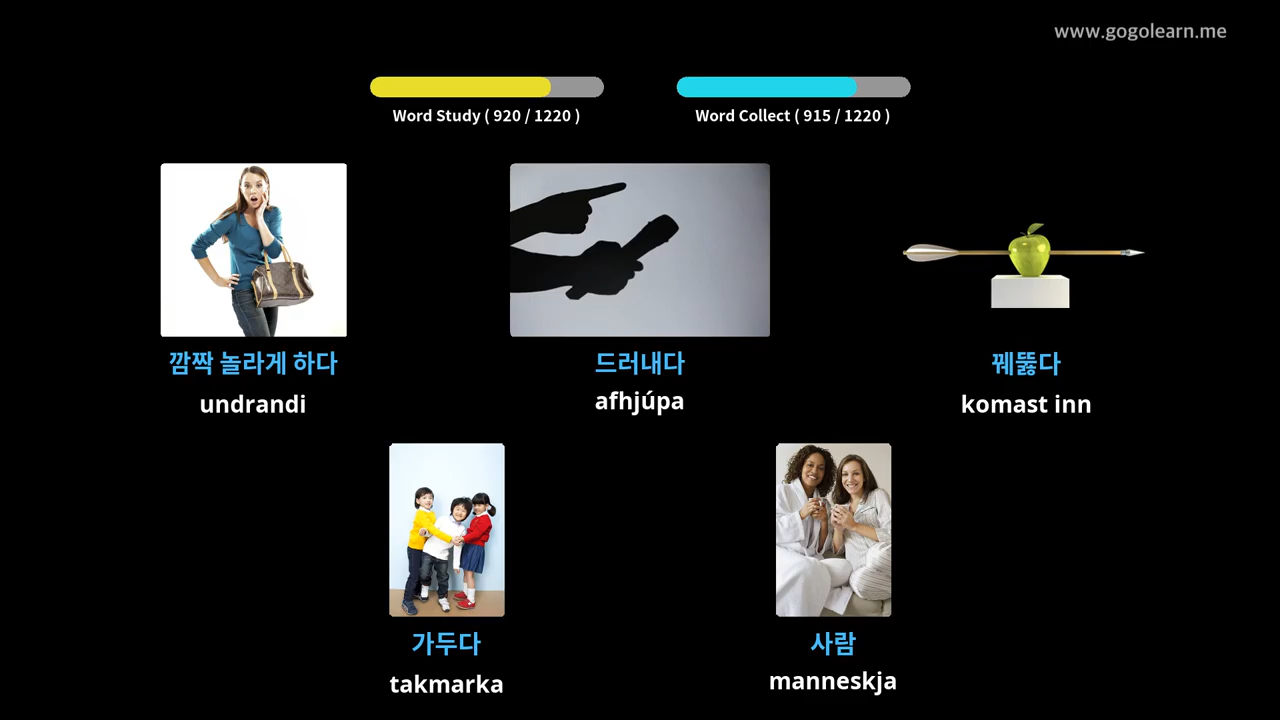 www.gogolearn.me
Word Study ( 920 / 1220 )
Word Collect ( 915 / 1220 )
깜짝 놀라게 하다
undrandi
드러내다
afhjúpa
꿰뚫다
komast inn
가두다
takmarka
사람
manneskja